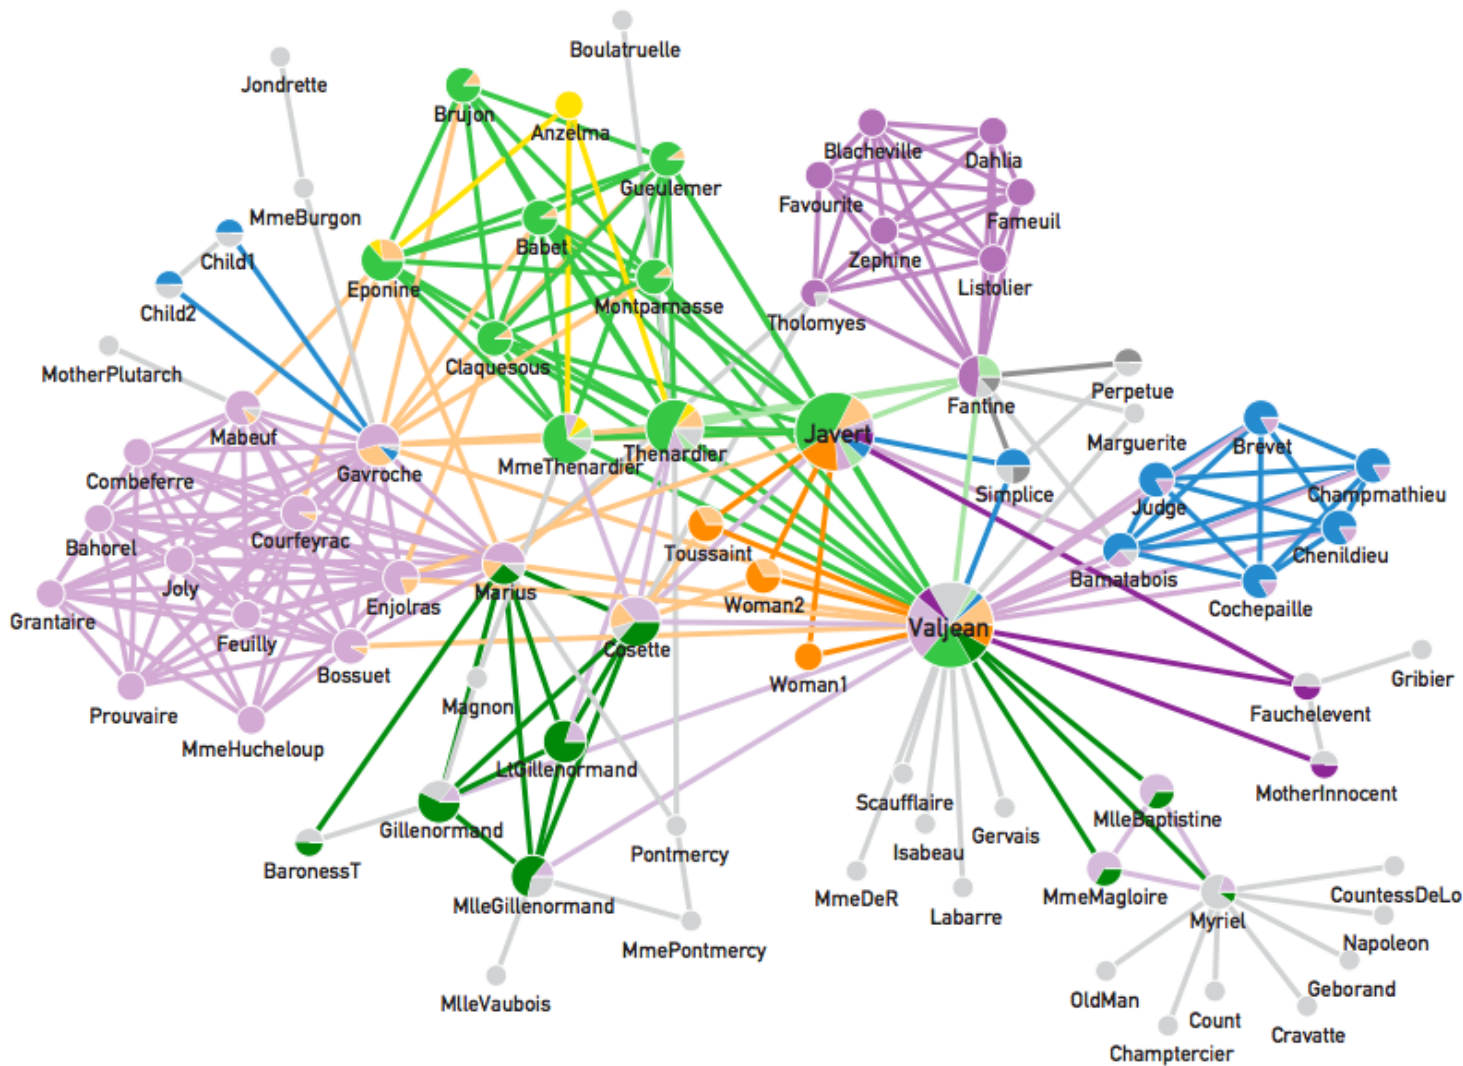 Boulatruelle
Jondrette
Brujon
Anzelma
Blacheville
Dahlia
Gueulemer
Favourite
Fameuil
MmeBurgon
Babet
Zephine
Child1
Eponine
Listolier
Montparnasse
Child2
Tholomyes
Claquesous
MotherPlutarch
Perpetue
Fantine
Mabeuf
Javert
Marguerite
Brevet
Thenardier
MmeThenardier
Gavroche
Combeferre
Simplice
Champmathieu
Judge
Courfeyrac
Bahorel
Toussaint
Chenildieu
Bamatabois
Joly
Marius
Enjolras
Woman2
Cochepaille
Grantaire
Valjean
Feuilly
Cosette
Bossuet
Gribier
Woman1
Magnon
Prouvaire
Fauchelevent
MmeHucheloup
LtGillenormand
MotherInnocent
Scaufflaire
MlleBaptistine
Gillenormand
Gervais
Isabeau
Pontmercy
BaronessT
CountessDeLo
MmeDeR
MmeMagloire
MlleGillenormand
Labarre
Myriel
Napoleon
MmePontmercy
Geborand
OldMan
MlleVaubois
Count
Cravatte
Champtercier